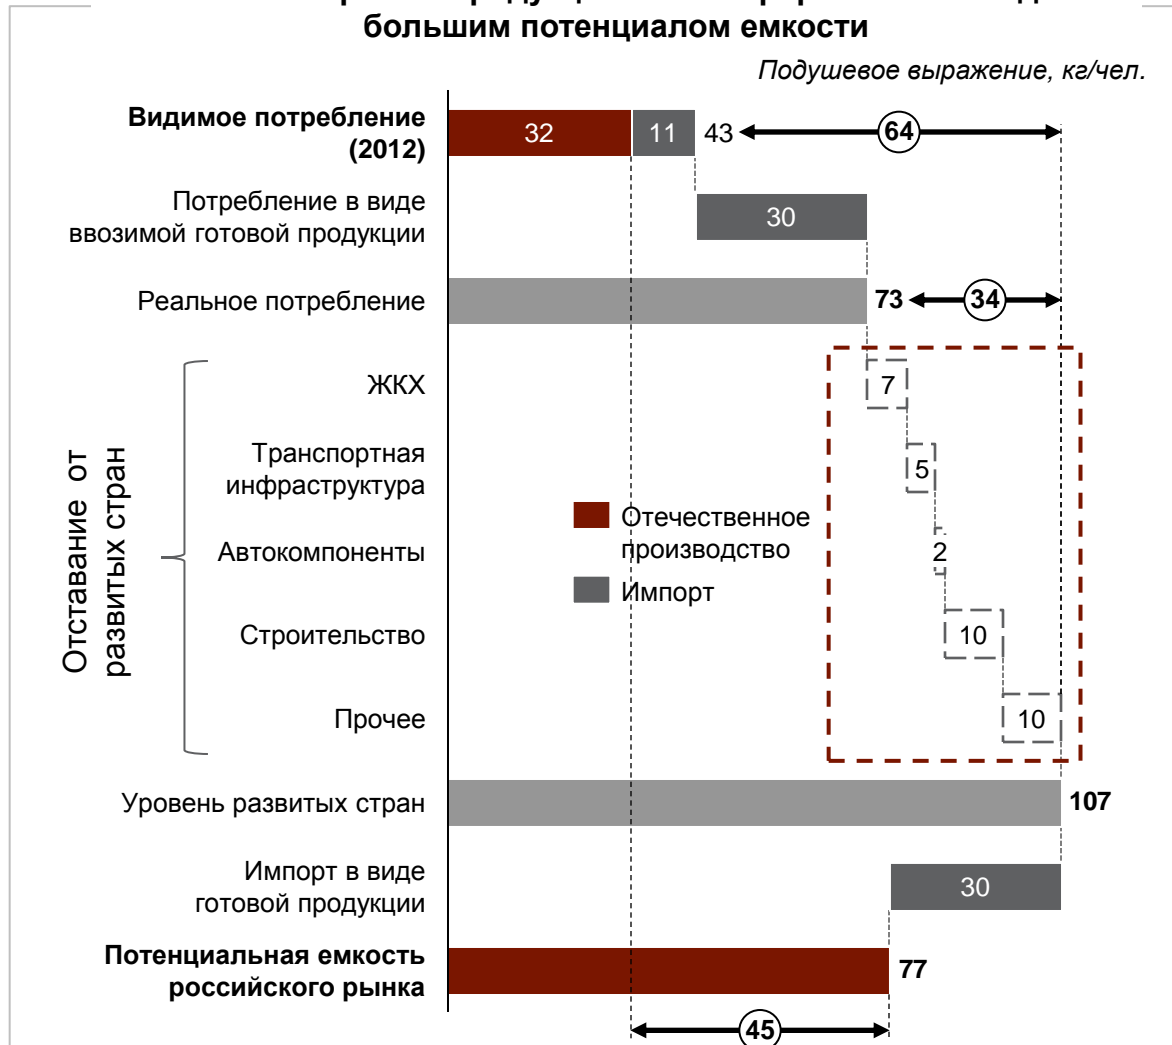 большим потенциалом емкости
Подушевое выражение, кг/чел.
Видимое потребление
(2012)
32
11
43
64
Потребление в виде
ввозимой готовой продукции
30
Реальное потребление
73
34
Отставание от
развитых стран
ЖКХ
7
Транспортная
инфраструктура
5
Отечественное
производство
Импорт
Автокомпоненты
2
Строительство
10
Прочее
10
Уровень развитых стран
107
Импорт в виде
готовой продукции
30
Потенциальная емкость
российского рынка
77
45